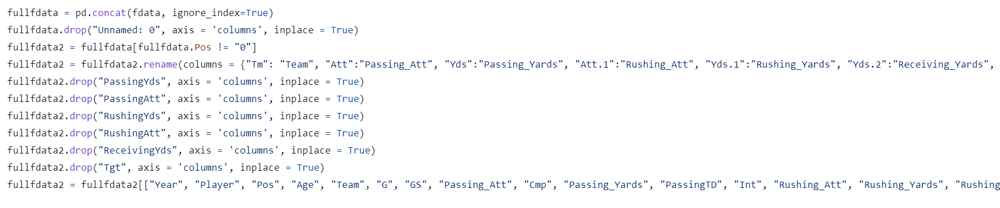 fullfdata = pd.concat(fdata, ignore_index=True)
fullfdata.drop("Unnamed: 0", axis = 'columns', inplace = True)
fullfdata2 = fullfdata[fullfdata.Pos != "0"]
fullfdata2 = fullfdata2.rename(columns = {"Tm": "Team", "Att":"Passing_Att", "Yds":"Passing_Yards", "Att.1":"Rushing_Att", "Yds.1":"Rushing_Yards", "Yds.2":"Receiving_Yards",
fullfdata2.drop("PassingYds", axis = 'columns', inplace = True)
fullfdata2.drop("PassingAtt", axis = 'columns', inplace = True)
fullfdata2.drop("RushingYds", axis = 'columns', inplace = True)
fullfdata2.drop("RushingAtt", axis = 'columns', inplace = True)
fullfdata2.drop("ReceivingYds", axis = 'columns', inplace = True)
fullfdata2.drop("Tgt", axis = 'columns', inplace = True)
fullfdata2 = fullfdata2[["Year", "Player", "Pos", "Age", "Team", "G", "GS", "Passing_Att", "Cmp", "Passing_Yards", "PassingTD", "Int", "Rushing_Att", "Rushing_Yards", "Rushing